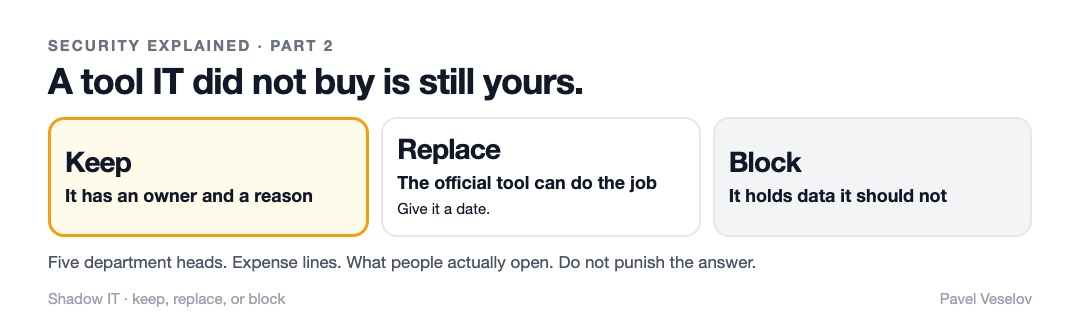 SECURITY EXPLAINED · PART 2
A tool IT did not buy is still yours.
Keep
It has an owner and a reason
Replace
The official tool can do the job
Give it a date.
Block
It holds data it should not
Five department heads. Expense lines. What people actually open. Do not punish the answer.
Shadow IT · keep, replace, or block
Pavel Veselov